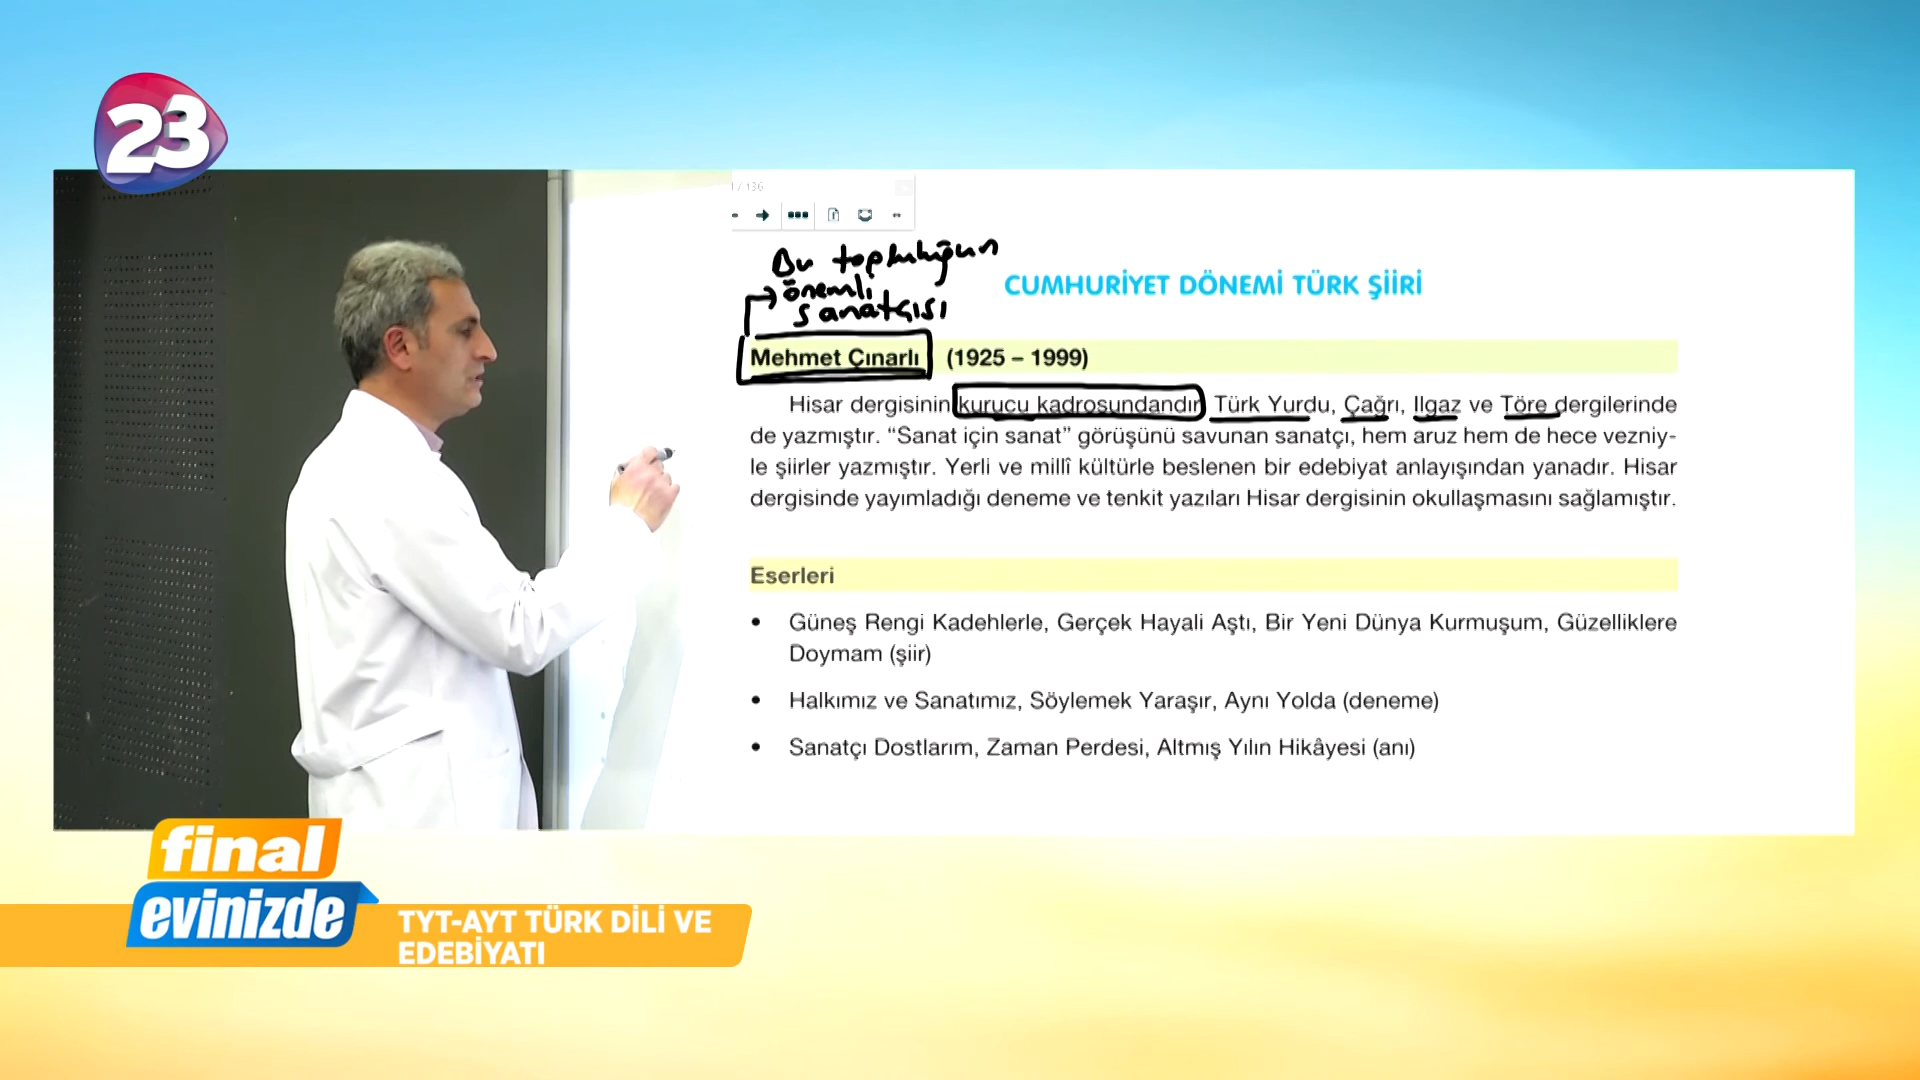 23
/ 136
Bu topluluğun
önemli
sanatçısı
CUMHURİYET DÖNEMİ TÜRK ŞİİRİ
Mehmet Çınarlı (1925 – 1999)
Hisar dergisinin kurucu kadrosundandır. Türk Yurdu, Çağrı, Ilgaz ve Töre dergilerinde
de yazmıştır. “Sanat için sanat” görüşünü savunan sanatçı, hem aruz hem de hece vezniy-
le şiirler yazmıştır. Yerli ve millî kültürle beslenen bir edebiyat anlayışından yanadır. Hisar
dergisinde yayımladığı deneme ve tenkit yazıları Hisar dergisinin okullaşmasını sağlamıştır.
Eserleri
• Güneş Rengi Kadehlerle, Gerçek Hayali Aştı, Bir Yeni Dünya Kurmuşum, Güzelliklere
Doymam (şiir)
• Halkımız ve Sanatımız, Söylemek Yaraşır, Aynı Yolda (deneme)
• Sanatçı Dostlarım, Zaman Perdesi, Altmış Yılın Hikâyesi (anı)
final
evinizde
TYT-AYT TÜRK DİLİ VE
EDEBİYATI